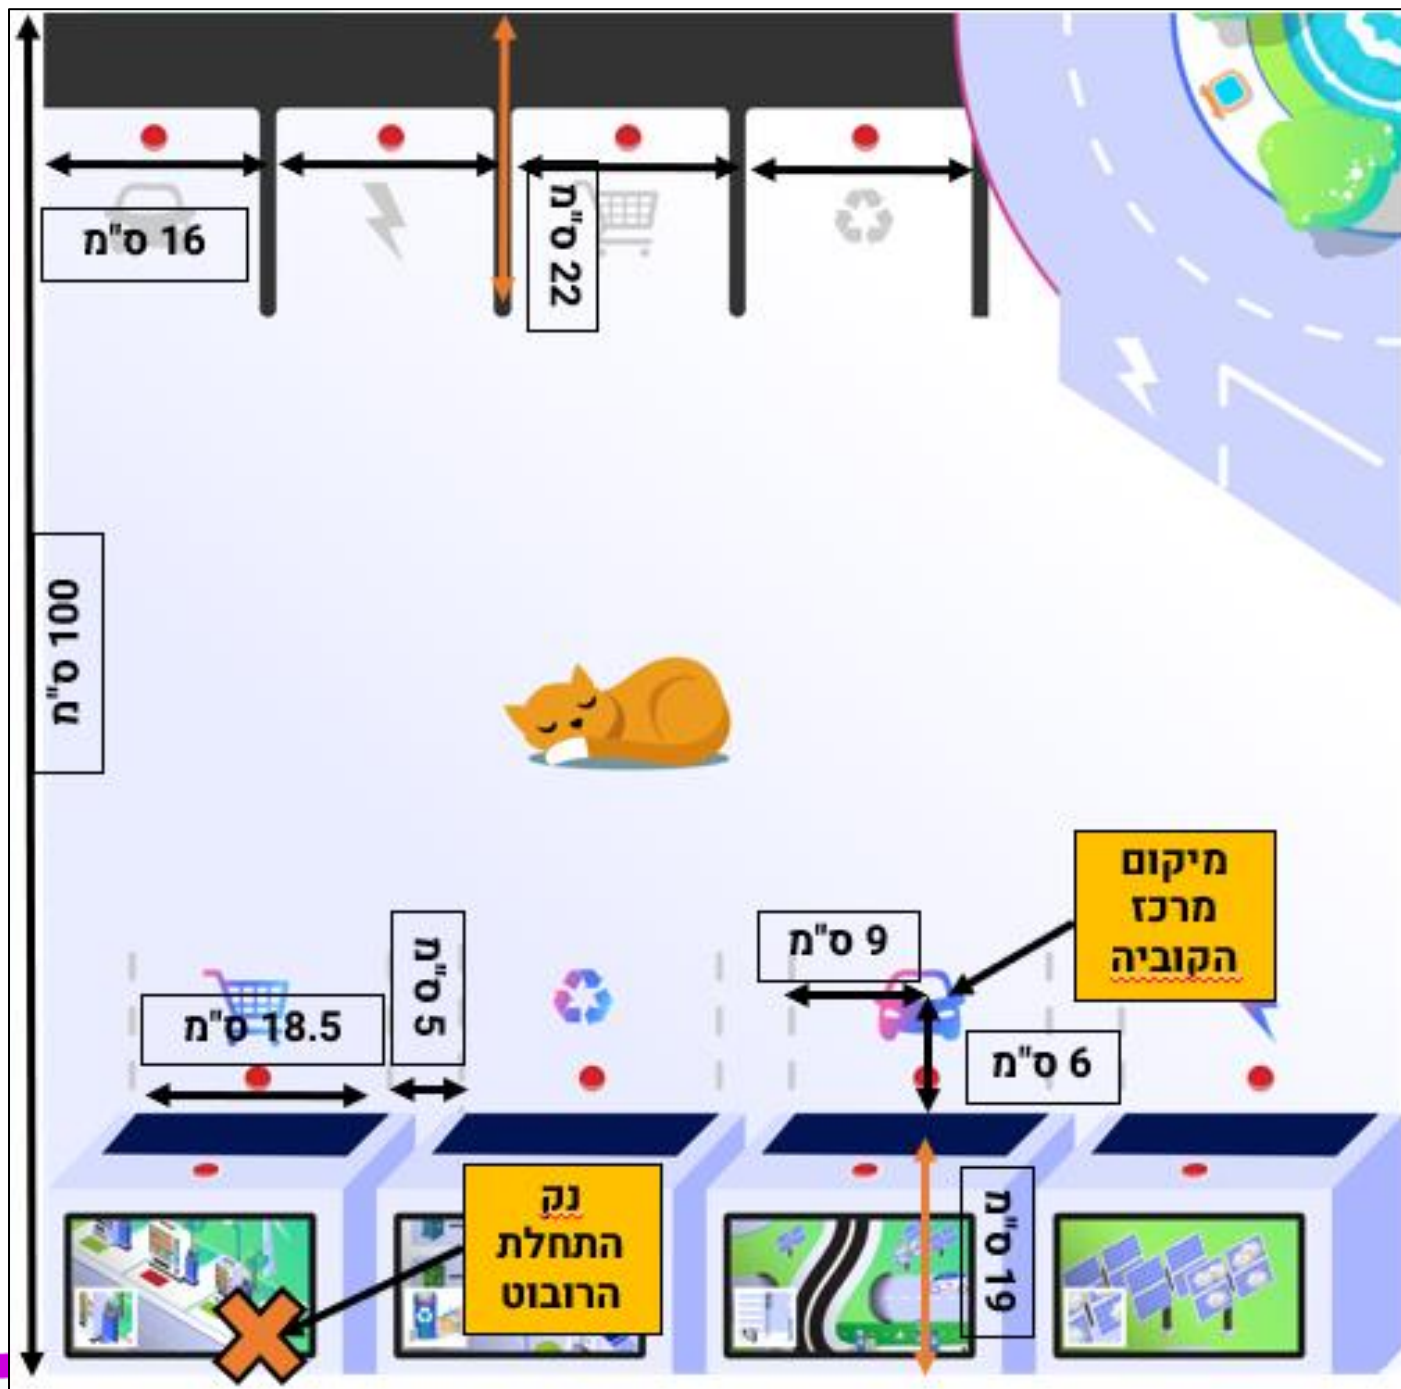 16 ס"מ
22 ס"מ
100 ס"מ
מיקום
מרכז
הקוביה
9 ס"מ
5 ס"מ
18.5 ס"מ
6 ס"מ
נק
התחלת
הרובוט
19 ס"מ